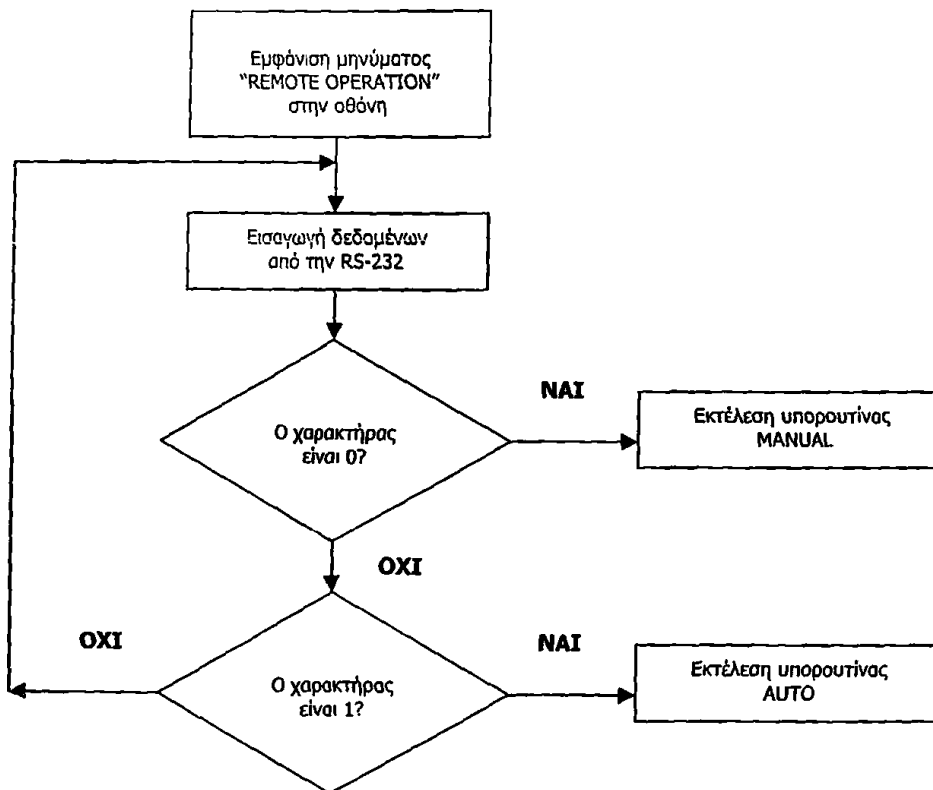 Εμφάνιση μηνύματος
"REMOTE OPERATION"
στην οθόνη
Εισαγωγή δεδομένων
από την RS-232
Ο χαρακτήρας
είναι 0?
ΝΑΙ
Εκτέλεση υπορουτίνας
MANUAL
ΟΧΙ
Ο χαρακτήρας
είναι 1?
ΟΧΙ
ΝΑΙ
Εκτέλεση υπορουτίνας
AUTO